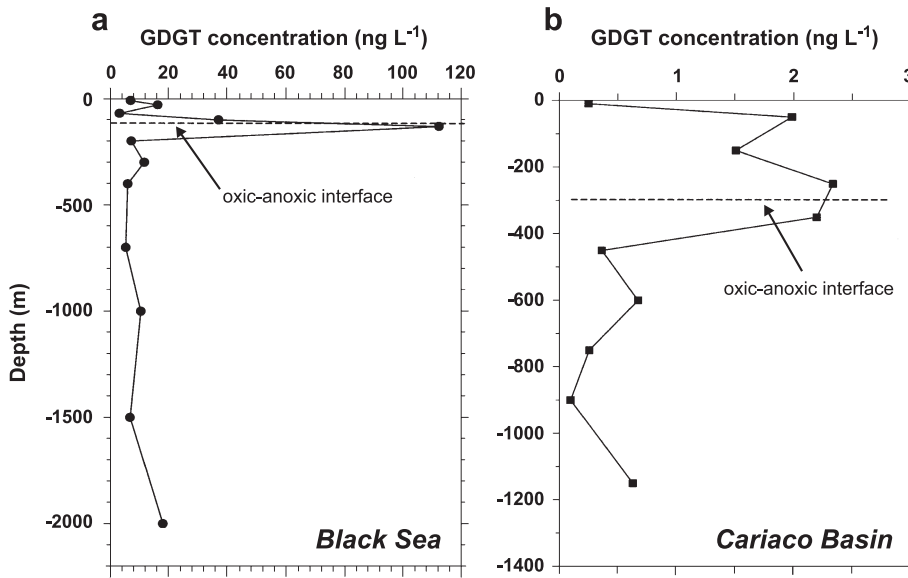 a
GDGT concentration (ng L⁻¹)
0 20 40 60 80 100 120
0
-500
-1000
-1500
-2000
Depth (m)
oxic-anoxic interface
Black Sea
b
GDGT concentration (ng L⁻¹)
0 1 2 3
0
-200
-400
-600
-800
-1000
-1200
-1400
oxic-anoxic interface
Cariaco Basin